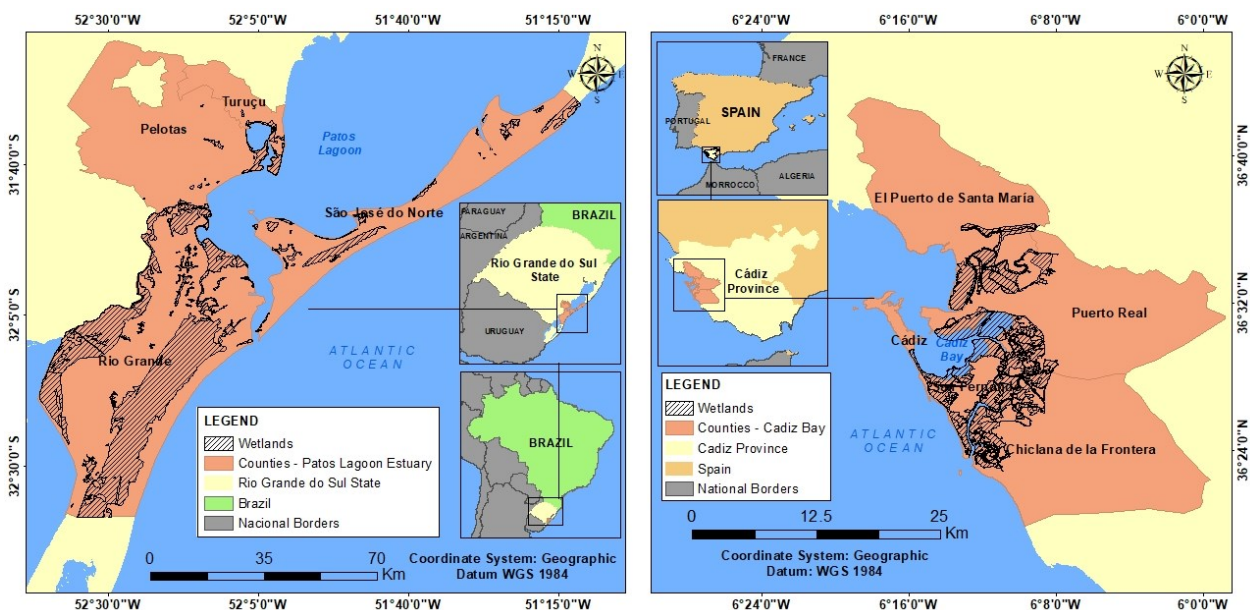 52°30'0"W 52°5'0"W 51°40'0"W 51°15'0"W
31°40'0"S
32°5'0"S
32°30'0"S
N
W E
S
Turuçu
Pelotas
Patos
Lagoon
São José do Norte
Rio Grande
ATLANTIC
OCEAN
PARAGUAY
BRAZIL
ARGENTINA
Rio Grande do Sul
State
URUGUAY
BRAZIL
LEGEND
Wetlands
Counties - Patos Lagoon Estuary
Rio Grande do Sul State
Brazil
Nacional Borders
0 35 70
Km
Coordinate System: Geographic
Datum WGS 1984
52°30'0"W 52°5'0"W 51°40'0"W 51°15'0"W
6°24'0"W 6°16'0"W 6°8'0"W 6°0'0"W
36°40'0"N
36°32'0"N
36°24'0"N
N
W E
S
FRANCE
SPAIN
PORTUGAL
ALGERIA
MORROCCO
Cádiz
Province
El Puerto de Santa María
Puerto Real
Cádiz
Cadiz
Bay
San Fernando
Chiclana de la Frontera
ATLANTIC
OCEAN
LEGEND
Wetlands
Counties - Cadiz Bay
Cadiz Province
Spain
National Borders
0 12.5 25
Km
Coordinate System: Geographic
Datum: WGS 1984
6°24'0"W 6°16'0"W 6°8'0"W 6°0'0"W